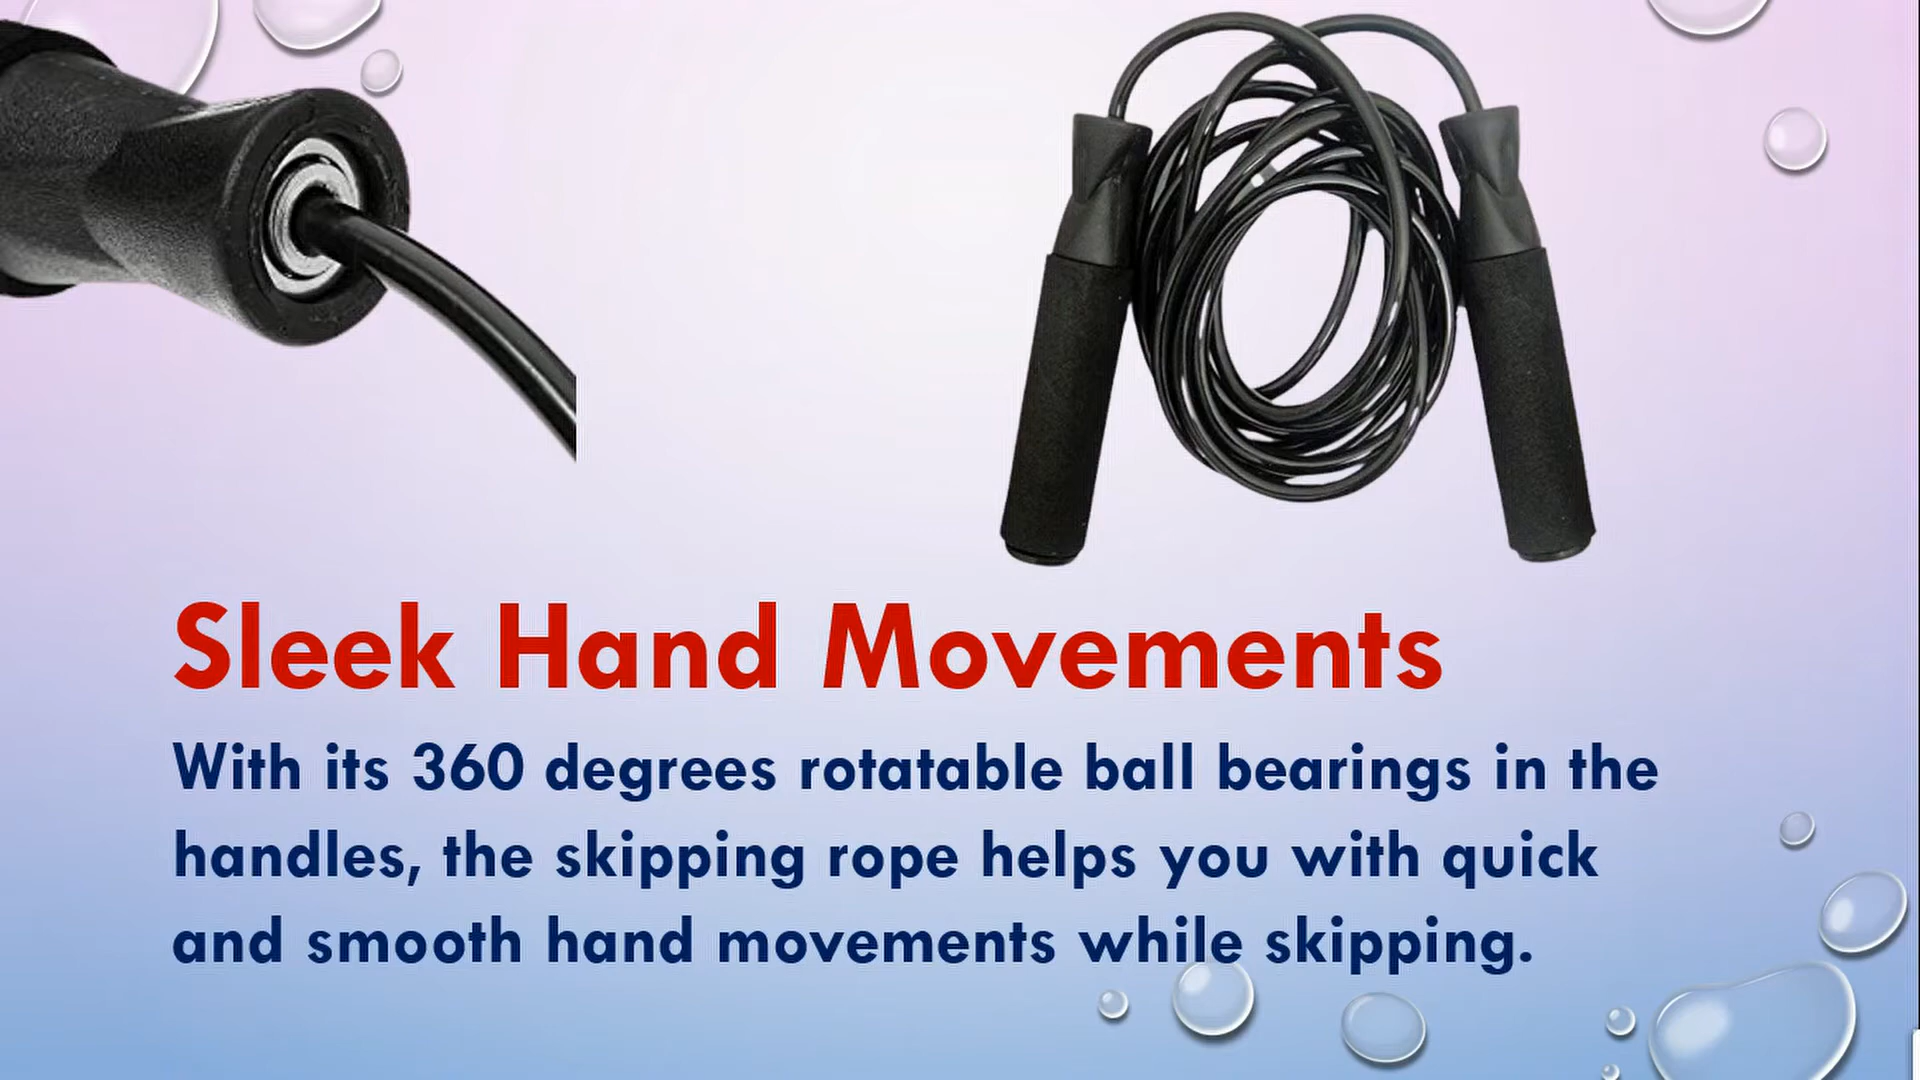 Sleek Hand Movements
With its 360 degrees rotatable ball bearings in the
handles, the skipping rope helps you with quick
and smooth hand movements while skipping.